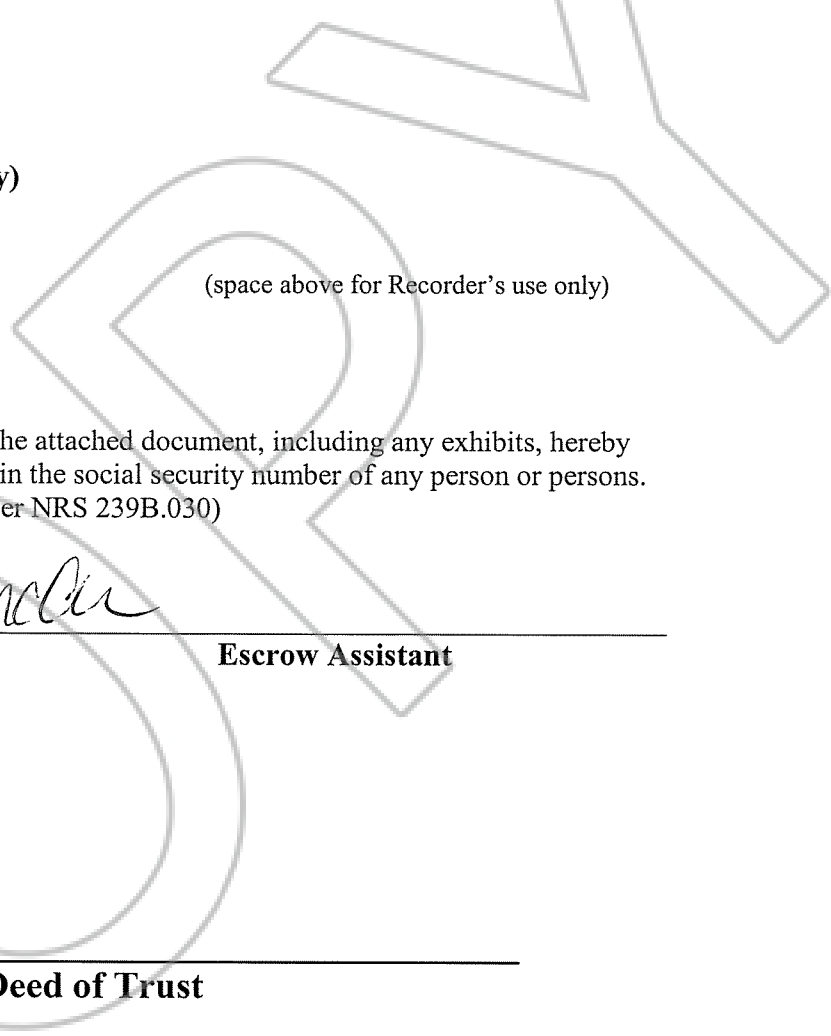 y)
(space above for Recorder's use only)
he attached document, including any exhibits, hereby
in the social security number of any person or persons.
er NRS 239B.030)
Escrow Assistant
Deed of Trust
OPY